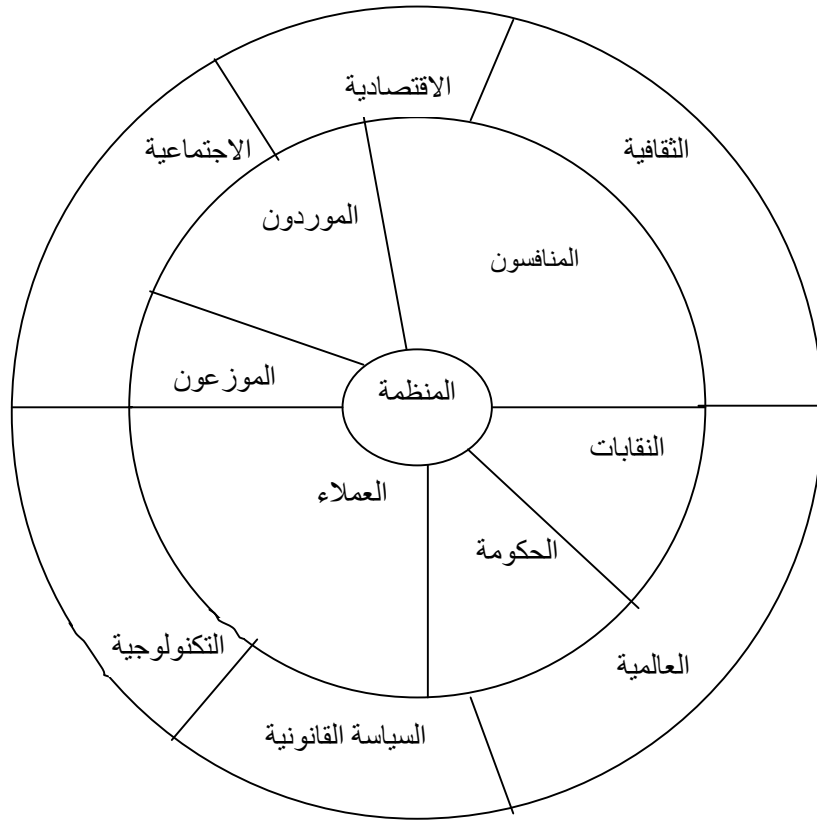 الاقتصادية
الثقافية
الاجتماعية
الموردون
المنافسون
الموزعون
المنظمة
النقابات
العملاء
الحكومة
التكنولوجية
العالمية
السياسة القانونية